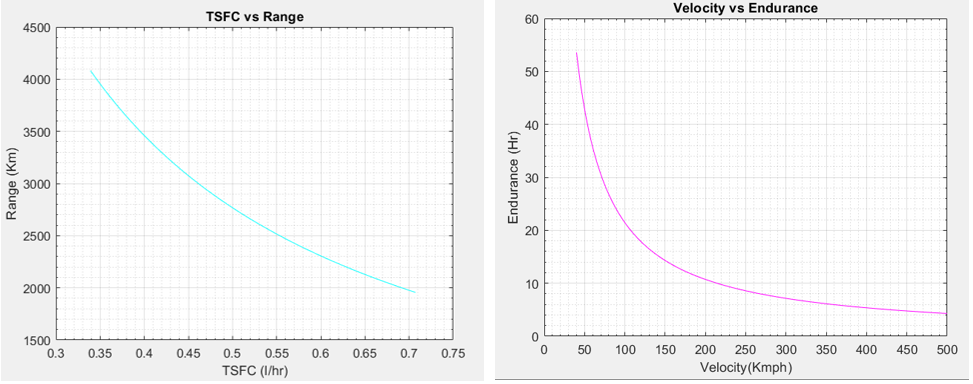 TSFC vs Range
4500
4000
3500
3000
2500
2000
1500
Range (Km)
0.3 0.35 0.4 0.45 0.5 0.55 0.6 0.65 0.7 0.75
TSFC (l/hr)
Velocity vs Endurance
60
50
40
30
20
10
0
Endurance (Hr)
0 50 100 150 200 250 300 350 400 450 500
Velocity(Kmph)